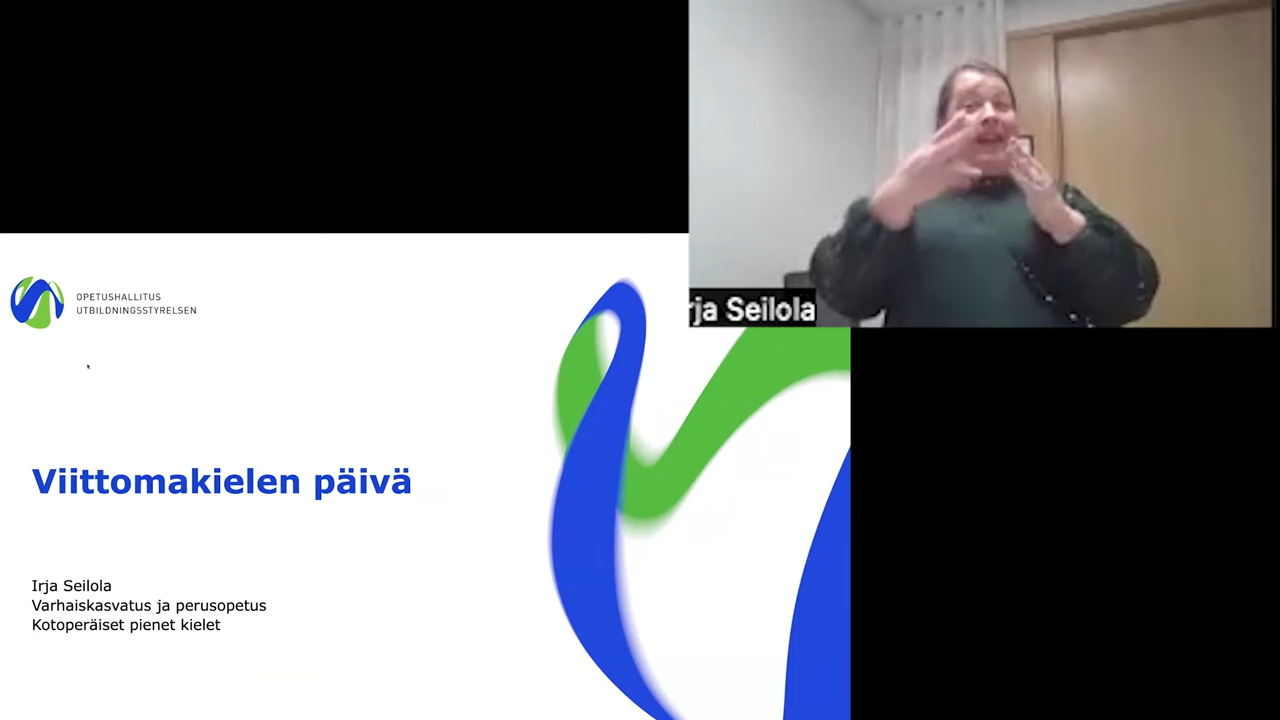 rja Seilola
OPETUSHALLITUS
UTBILDNINGSSTYRELSEN
Viittomakielen päivä
Irja Seilola
Varhaiskasvatus ja perusopetus
Kotoperäiset pienet kielet